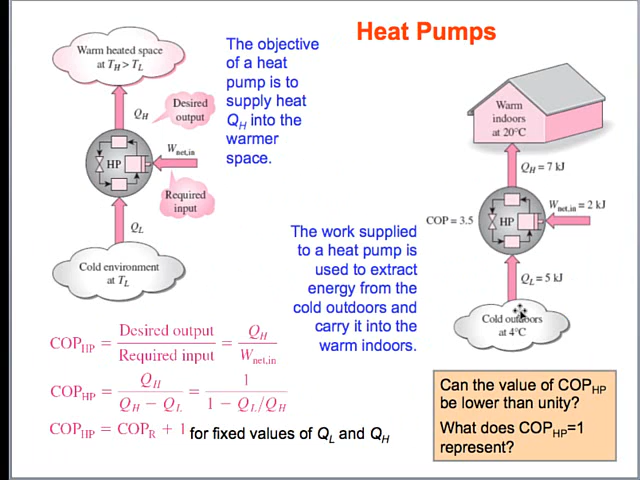 Heat Pumps
Warm heated space
at T_H > T_L
Q_H
Desired
output
HP
W_net,in
Required
input
Q_L
Cold environment
at T_L
The objective
of a heat
pump is to
supply heat
Q_H into the
warmer
space.
The work supplied
to a heat pump is
used to extract
energy from the
cold outdoors and
carry it into the
warm indoors.
Warm
indoors
at 20°C
Q_H = 7 kJ
W_net,in = 2 kJ
COP = 3.5
HP
Q_L = 5 kJ
Cold outdoors
at 4°C
COP_HP = Desired output / Required input = Q_H / W_net,in
COP_HP = Q_H / (Q_H − Q_L) = 1 / (1 − Q_L/Q_H)
COP_HP = COP_R + 1 for fixed values of Q_L and Q_H
Can the value of COP_HP
be lower than unity?
What does COP_HP=1
represent?